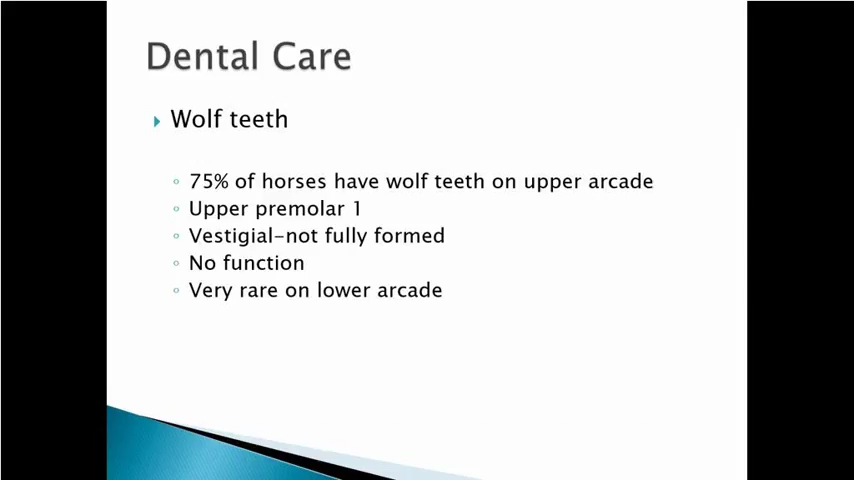 Dental Care
Wolf teeth
75% of horses have wolf teeth on upper arcade
Upper premolar 1
Vestigial-not fully formed
No function
Very rare on lower arcade